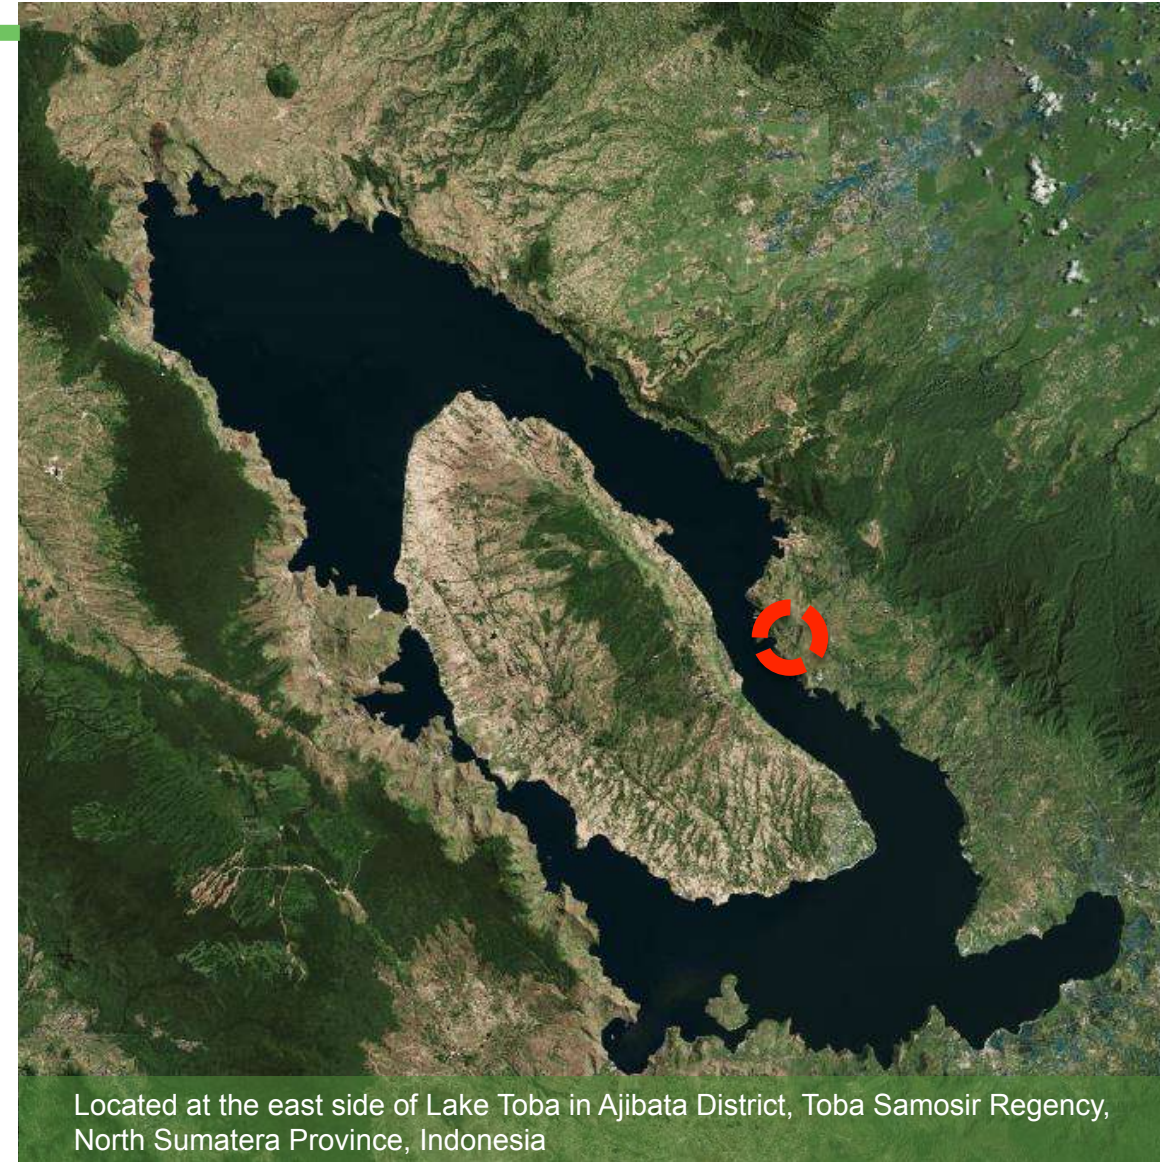 Located at the east side of Lake Toba in Ajibata District, Toba Samosir Regency,
North Sumatera Province, Indonesia